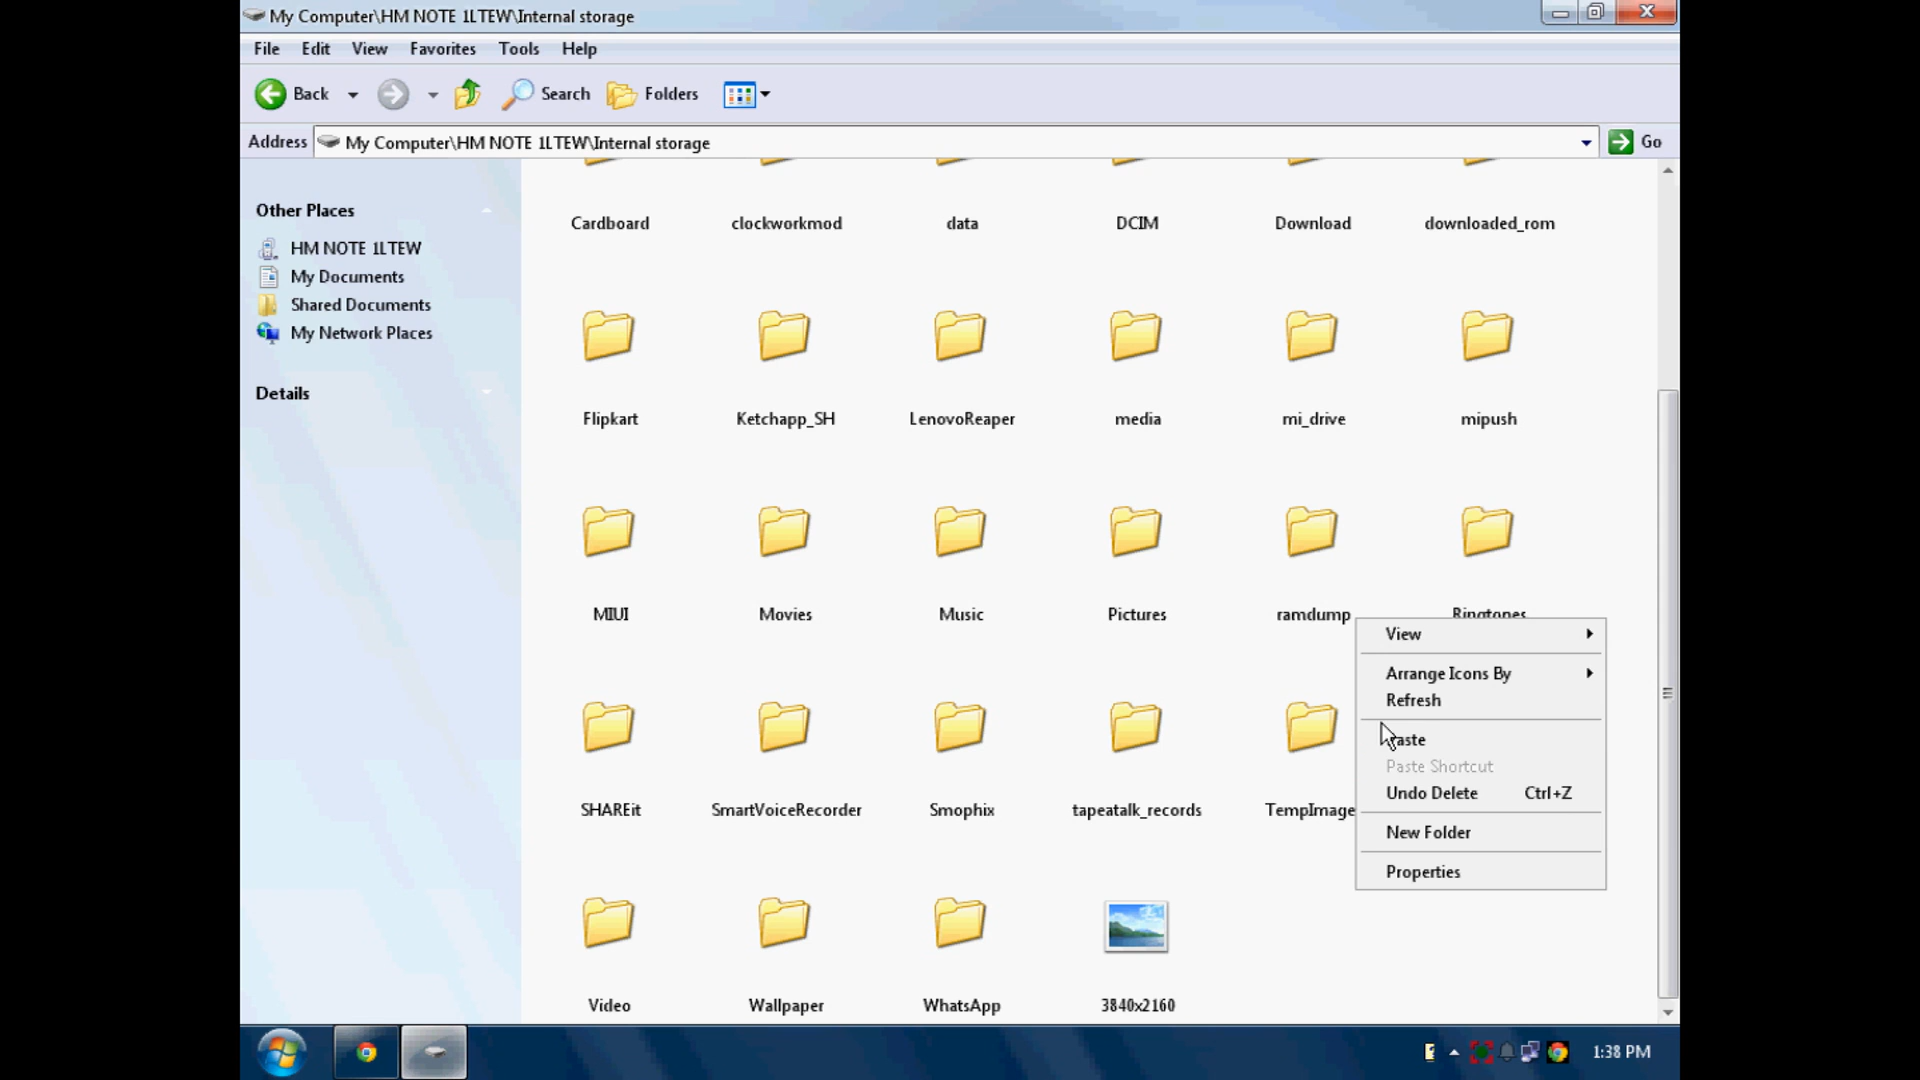 My Computer\HM NOTE 1LTEW\Internal storage
File Edit View Favorites Tools Help
Back Search Folders
Address My Computer\HM NOTE 1LTEW\Internal storage Go
Other Places
HM NOTE 1LTEW
My Documents
Shared Documents
My Network Places
Details
Cardboard clockworkmod data DCIM Download downloaded_rom
Flipkart Ketchapp_SH LenovoReaper media mi_drive mipush
MIUI Movies Music Pictures ramdump Ringtones
SHAREit SmartVoiceRecorder Smophix tapeatalk_records TempImage
Video Wallpaper WhatsApp 3840x2160
View
Arrange Icons By
Refresh
Paste
Paste Shortcut
Undo Delete Ctrl+Z
New Folder
Properties
1:38 PM